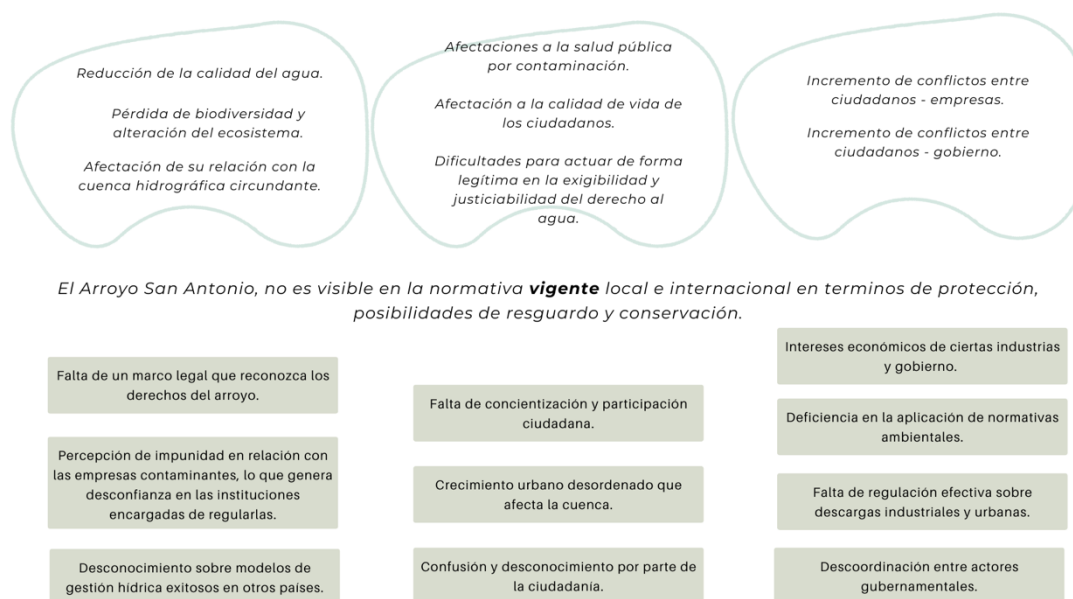 Reducción de la calidad del agua.
Pérdida de biodiversidad y
alteración del ecosistema.
Afectación de su relación con la
cuenca hidrográfica circundante.
Afectaciones a la salud pública
por contaminación.
Afectación a la calidad de vida de
los ciudadanos.
Dificultades para actuar de forma
legítima en la exigibilidad y
justiciabilidad del derecho al
agua.
Incremento de conflictos entre
ciudadanos - empresas.
Incremento de conflictos entre
ciudadanos - gobierno.
El Arroyo San Antonio, no es visible en la normativa vigente local e internacional en terminos de protección,
posibilidades de resguardo y conservación.
Falta de un marco legal que reconozca los
derechos del arroyo.
Percepción de impunidad en relación con
las empresas contaminantes, lo que genera
desconfianza en las instituciones
encargadas de regularlas.
Desconocimiento sobre modelos de
gestión hídrica exitosos en otros países.
Falta de concientización y participación
ciudadana.
Crecimiento urbano desordenado que
afecta la cuenca.
Confusión y desconocimiento por parte de
la ciudadanía.
Intereses económicos de ciertas industrias
y gobierno.
Deficiencia en la aplicación de normativas
ambientales.
Falta de regulación efectiva sobre
descargas industriales y urbanas.
Descoordinación entre actores
gubernamentales.